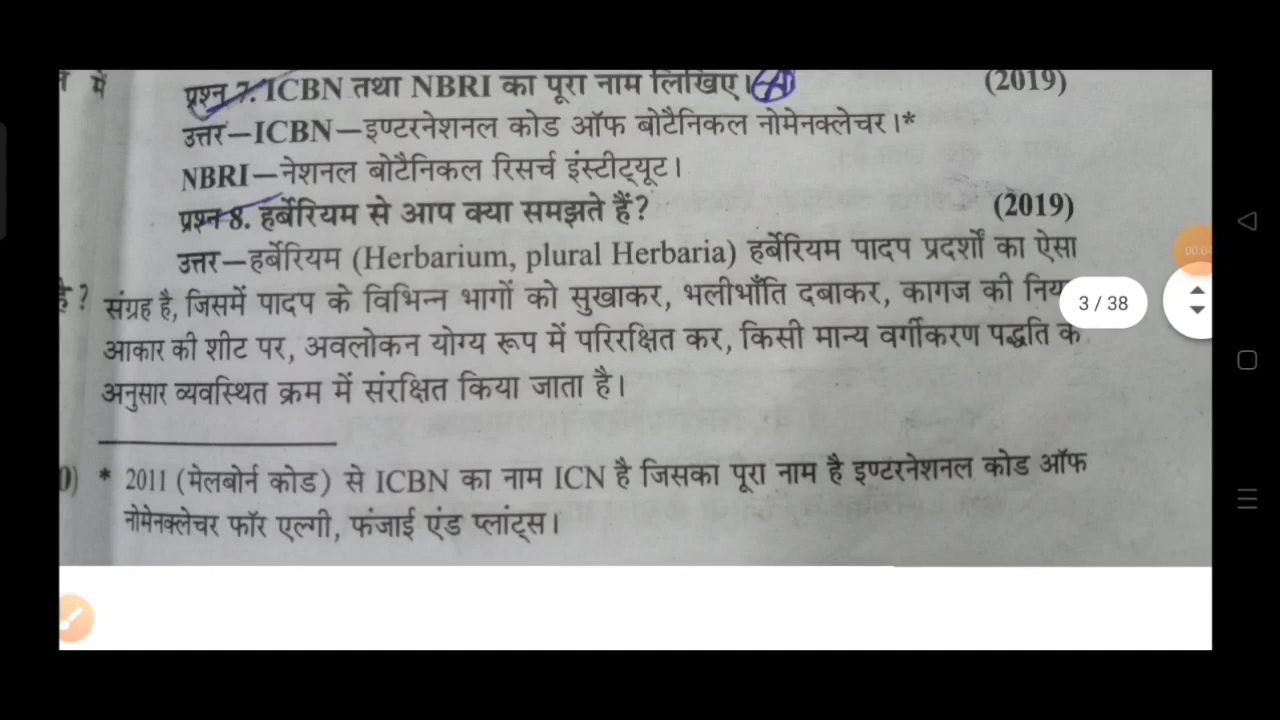 में
प्रश्न 7. ICBN तथा NBRI का पूरा नाम लिखिए। (2019)
उत्तर–ICBN–इण्टरनेशनल कोड ऑफ बोटैनिकल नोमेनक्लेचर।*
NBRI–नेशनल बोटैनिकल रिसर्च इंस्टीट्यूट।
प्रश्न 8. हर्बेरियम से आप क्या समझते हैं? (2019)
उत्तर–हर्बेरियम (Herbarium, plural Herbaria) हर्बेरियम पादप प्रदर्शों का ऐसा
है? संग्रह है, जिसमें पादप के विभिन्न भागों को सुखाकर, भलीभाँति दबाकर, कागज की
3 / 38
00:04
आकार की शीट पर, अवलोकन योग्य रूप में परिरक्षित कर, किसी मान्य वर्गीकरण पद्धति के
अनुसार व्यवस्थित क्रम में संरक्षित किया जाता है।
0) * 2011 (मेलबोर्न कोड) से ICBN का नाम ICN है जिसका पूरा नाम है इण्टरनेशनल कोड ऑफ
नोमेनक्लेचर फॉर एल्गी, फंजाई एंड प्लांट्स।